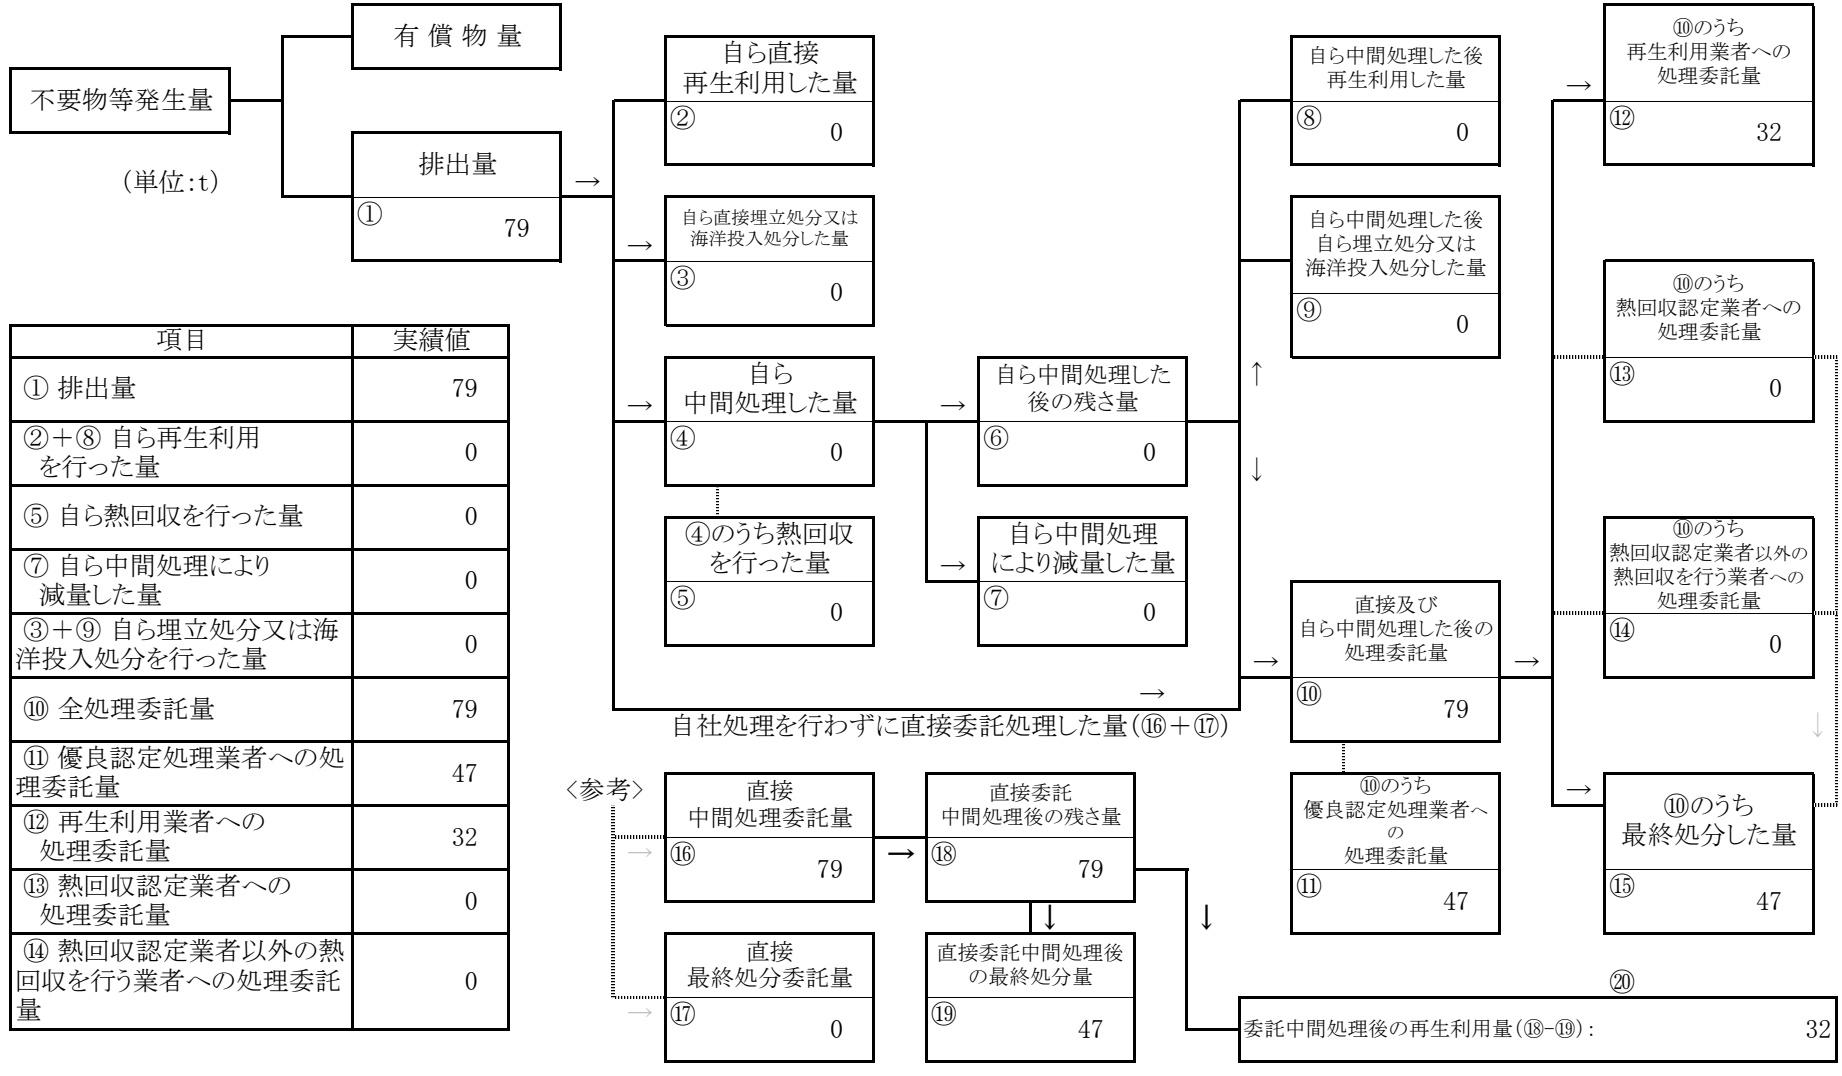 不要物等発生量
有償物量
(単位:t)
排出量
①
79
→
自ら直接
再生利用した量
②
0
→
自ら直接埋立処分又は
海洋投入処分した量
③
0
→
自ら
中間処理した量
④
0
④のうち熱回収
を行った量
⑤
0
→
自ら中間処理した
後の残さ量
⑥
0
→
自ら中間処理
により減量した量
⑦
0
↑
↓
自ら中間処理した後
再生利用した量
⑧
0
自ら中間処理した後
自ら埋立処分又は
海洋投入処分した量
⑨
0
→
自社処理を行わずに直接委託処理した量(⑯+⑰)
→
直接及び
自ら中間処理した後の
処理委託量
⑩
79
→
⑩のうち
優良認定処理業者へ
の
処理委託量
⑪
47
→
⑩のうち
再生利用業者への
処理委託量
⑫
32
⑩のうち
熱回収認定業者への
処理委託量
⑬
0
⑩のうち
熱回収認定業者以外の
熱回収を行う業者への
処理委託量
⑭
0
↓
→
⑩のうち
最終処分した量
⑮
47
項目 実績値
① 排出量 79
②+⑧ 自ら再生利用
を行った量 0
⑤ 自ら熱回収を行った量 0
⑦ 自ら中間処理により
減量した量 0
③+⑨ 自ら埋立処分又は海
洋投入処分を行った量 0
⑩ 全処理委託量 79
⑪ 優良認定処理業者への処
理委託量 47
⑫ 再生利用業者への
処理委託量 32
⑬ 熱回収認定業者への
処理委託量 0
⑭ 熱回収認定業者以外の熱
回収を行う業者への処理委託
量 0
<参考>
→
直接
中間処理委託量
⑯
79
→
直接委託
中間処理後の残さ量
⑱
79
→
直接
最終処分委託量
⑰
0
↓
直接委託中間処理後
の最終処分量
⑲
47
↓
⑳
委託中間処理後の再生利用量(⑱-⑲): 32